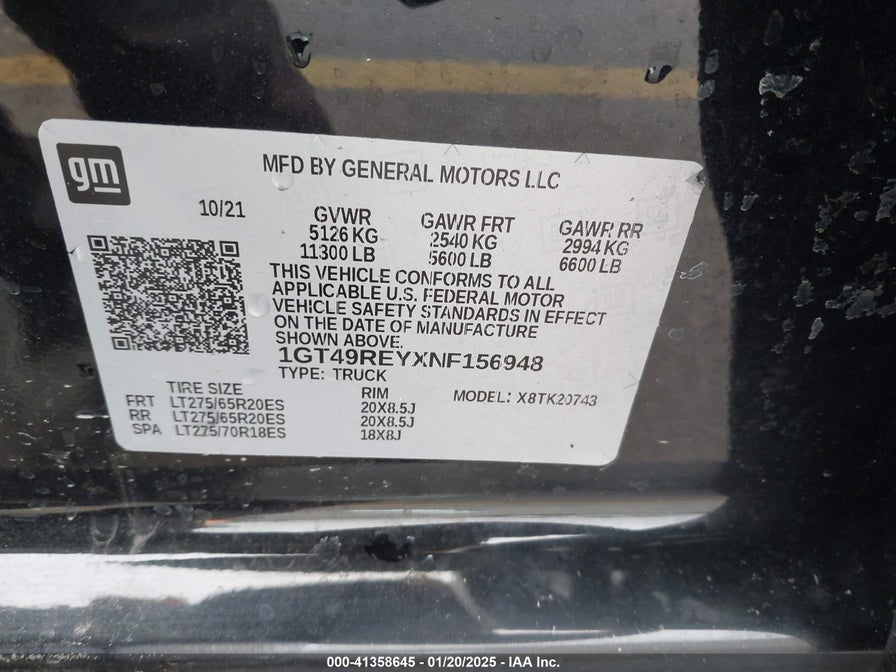 gm
MFD BY GENERAL MOTORS LLC
10/21
GVWR GAWR FRT GAWR RR
5126 KG 2540 KG 2994 KG
11300 LB 5600 LB 6600 LB
THIS VEHICLE CONFORMS TO ALL
APPLICABLE U.S. FEDERAL MOTOR
VEHICLE SAFETY STANDARDS IN EFFECT
ON THE DATE OF MANUFACTURE
SHOWN ABOVE.
1GT49REYXNF156948
TYPE: TRUCK
TIRE SIZE RIM MODEL: X8TK20743
FRT LT275/65R20ES 20X8.5J
RR LT275/65R20ES 20X8.5J
SPA LT275/70R18ES 18X8J
000-41358645 - 01/20/2025 - IAA Inc.